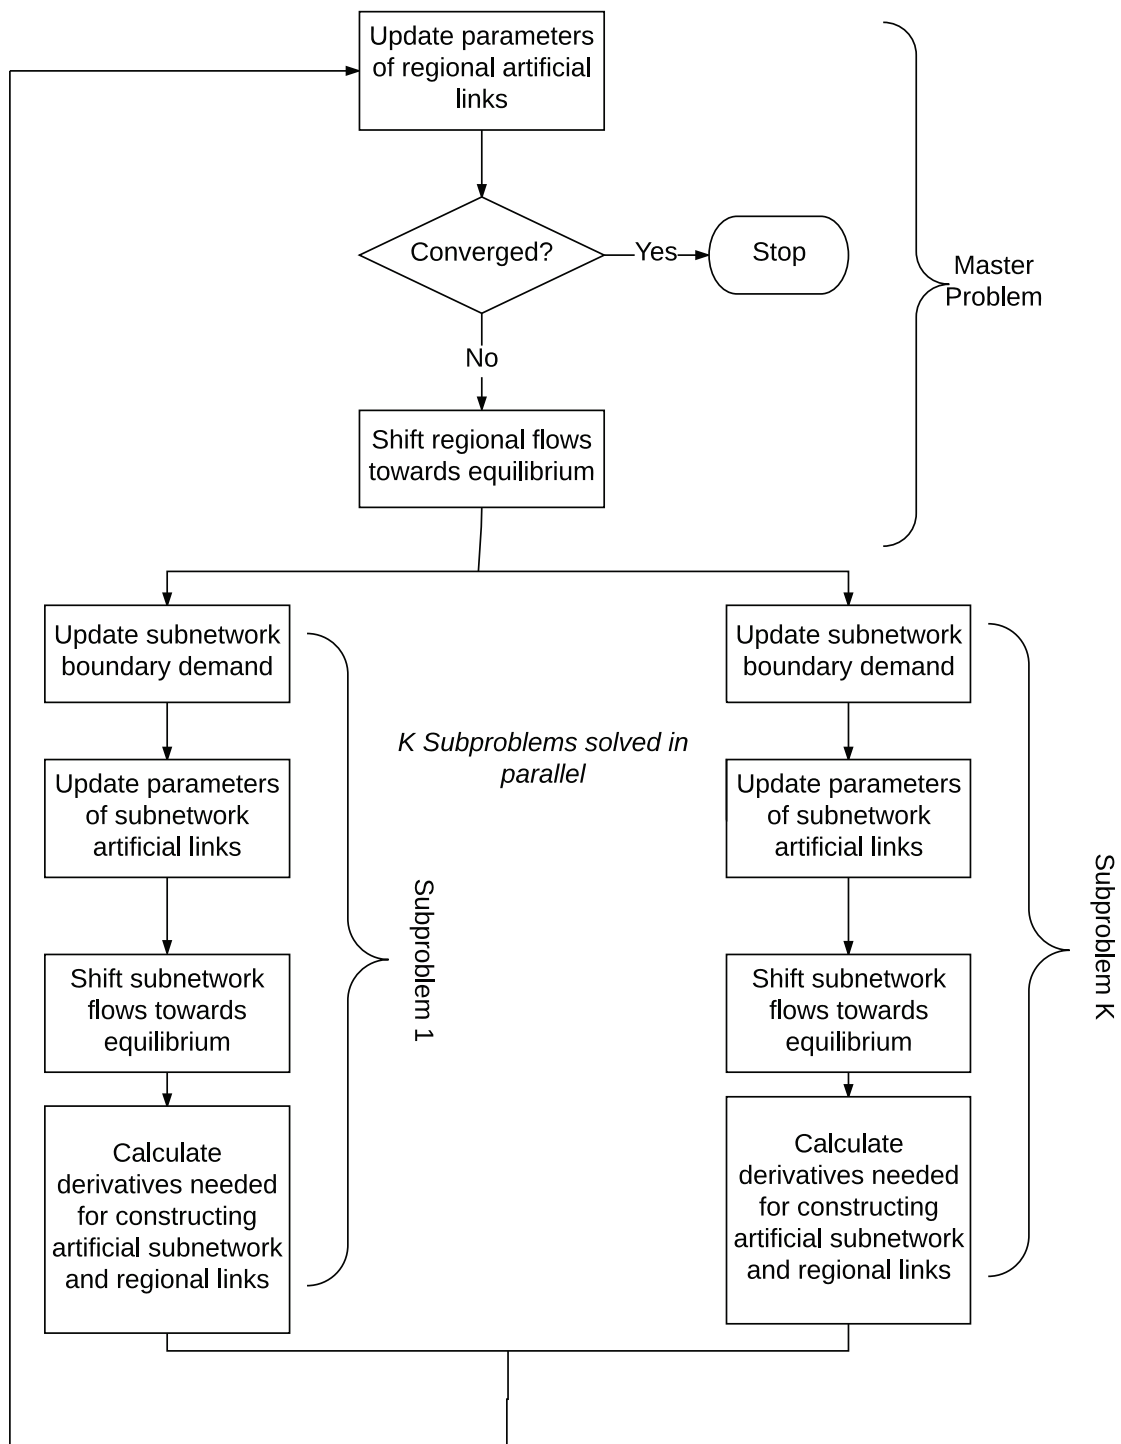 Update parameters
of regional artificial
links
Converged?
Yes
Stop
Master
Problem
No
Shift regional flows
towards equilibrium
Update subnetwork
boundary demand
Update parameters
of subnetwork
artificial links
Shift subnetwork
flows towards
equilibrium
Calculate
derivatives needed
for constructing
artificial subnetwork
and regional links
Subproblem 1
K Subproblems solved in
parallel
Update subnetwork
boundary demand
Update parameters
of subnetwork
artificial links
Shift subnetwork
flows towards
equilibrium
Calculate
derivatives needed
for constructing
artificial subnetwork
and regional links
Subproblem K